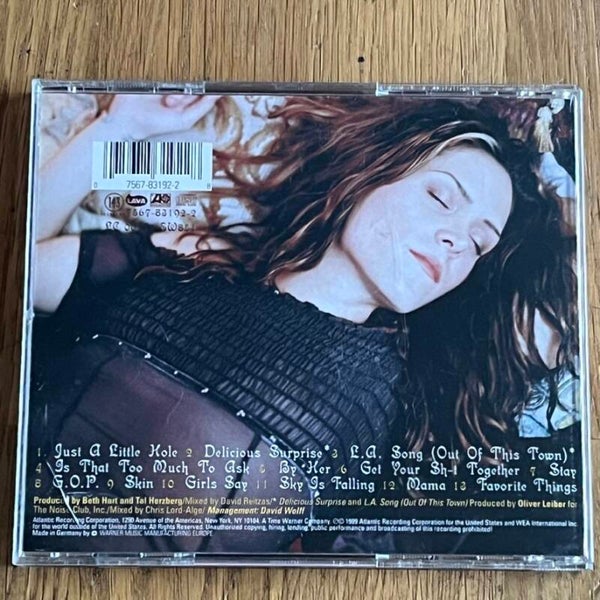 0 7567-83192-2 8
LAVA
7567-83192-2
1. Just A Little Hole 2 Delicious Surprise* 3 L.A. Song (Out Of This Town)*
4 Is That Too Much To Ask 5 By Her 6 Get Your Sh-t Together 7 Stay
8 G.O.P. 9 Skin 10 Girls Say 11 Sky Is Falling 12 Mama 13 Favorite Things
Produced by Beth Hart and Tal Herzberg/Mixed by David Reitzas/* Delicious Surprise and L.A. Song (Out Of This Town) Produced by Oliver Leiber for
The Noise Club, Inc./Mixed by Chris Lord-Alge/ Management: David Wolff
Atlantic Recording Corporation, 1290 Avenue of the Americas, New York, NY 10104. A Time Warner Company. ©℗ 1999 Atlantic Recording Corporation for the United States and WEA International Inc.
for the world outside of the United States. All Rights Reserved. Unauthorized copying, hiring, lending, public performance and broadcasting of this recording prohibited!
Made in Germany by WARNER MUSIC MANUFACTURING EUROPE.